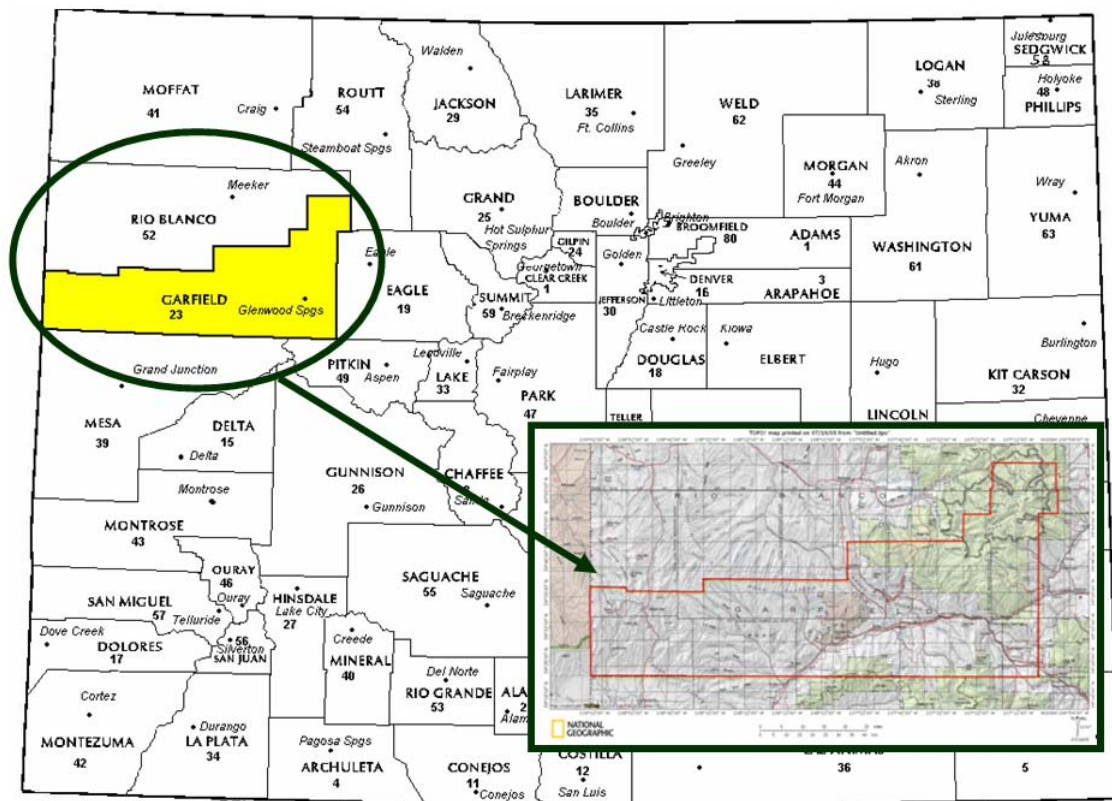 Walden
Julesburg
SEDGWICK
58
MOFFAT
41
Craig
ROUTT
54
JACKSON
29
LARIMER
35
Ft. Collins
LOGAN
38
Sterling
Holyoke
48
PHILLIPS
WELD
62
Steamboat Spgs
Greeley
MORGAN
44
Fort Morgan
Akron
Meeker
GRAND
25
Hot Sulphur
Springs
BOULDER
Boulder
Brighton
Wray
YUMA
63
RIO BLANCO
52
GILPIN
24
BROOMFIELD
80
ADAMS
1
WASHINGTON
61
Eagle
Georgetown
CLEAR CREEK
1
Golden
DENVER
16
3
ARAPAHOE
GARFIELD
23
Glenwood Spgs
EAGLE
19
SUMMIT
59
Breckenridge
JEFFERSON
30
Littleton
Castle Rock
Kiowa
Burlington
Grand Junction
PITKIN
49
Aspen
Leadville
LAKE
33
Fairplay
DOUGLAS
18
ELBERT
Hugo
KIT CARSON
32
MESA
39
DELTA
15
Delta
PARK
47
TELLER
LINCOLN
Cheyenne
GUNNISON
26
Gunnison
CHAFFEE
TOPO! map printed on
from "Untitled.tpo"
RIO BLANCO
GARFIELD
Montrose
MONTROSE
43
OURAY
46
Ouray
HINSDALE
Lake City
27
SAGUACHE
55
Saguache
SAN MIGUEL
57
Telluride
Dove Creek
DOLORES
17
56
Silverton
SAN JUAN
Creede
MINERAL
40
Del Norte
RIO GRANDE
53
Cortez
MONTEZUMA
42
Durango
LA PLATA
34
Pagosa Spgs
ARCHULETA
4
CONEJOS
11
Conejos
NATIONAL
GEOGRAPHIC
COSTILLA
12
San Luis
36
5